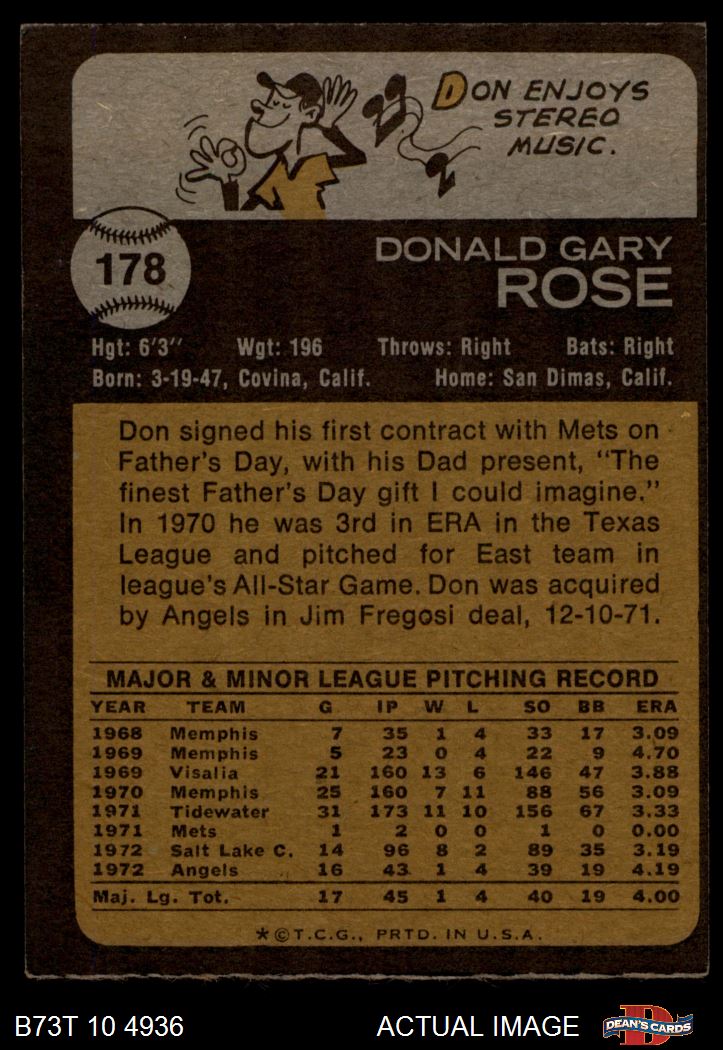 DON ENJOYS
STEREO
MUSIC.
178
DONALD GARY
ROSE
Hgt: 6'3" Wgt: 196 Throws: Right Bats: Right
Born: 3-19-47, Covina, Calif. Home: San Dimas, Calif.
Don signed his first contract with Mets on
Father's Day, with his Dad present, "The
finest Father's Day gift I could imagine."
In 1970 he was 3rd in ERA in the Texas
League and pitched for East team in
league's All-Star Game. Don was acquired
by Angels in Jim Fregosi deal, 12-10-71.
MAJOR & MINOR LEAGUE PITCHING RECORD
YEAR TEAM G IP W L SO BB ERA
1968 Memphis 7 35 1 4 33 17 3.09
1969 Memphis 5 23 0 4 22 9 4.70
1969 Visalia 21 160 13 6 146 47 3.88
1970 Memphis 25 160 7 11 88 56 3.09
1971 Tidewater 31 173 11 10 156 67 3.33
1971 Mets 1 2 0 0 1 0 0.00
1972 Salt Lake C. 14 96 8 2 89 35 3.19
1972 Angels 16 43 1 4 39 19 4.19
Maj. Lg. Tot. 17 45 1 4 40 19 4.00
*©T.C.G., PRTD. IN U.S.A.
B73T 10 4936 ACTUAL IMAGE D DEAN'S CARDS